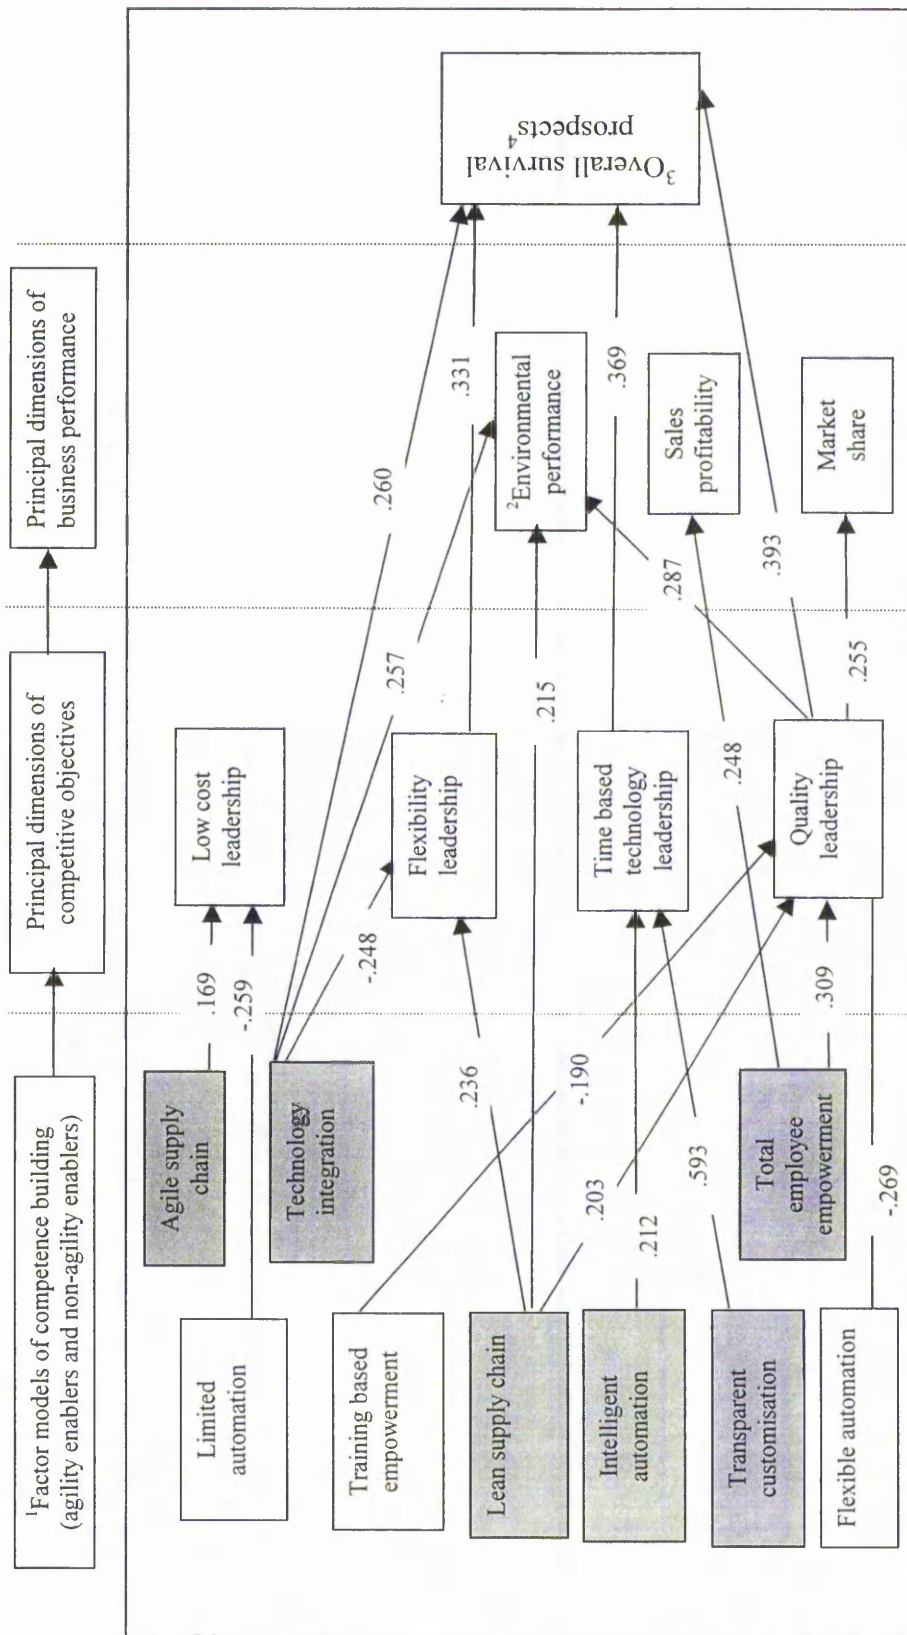 ¹Factor models of competence building
(agility enablers and non-agility enablers)
Principal dimensions of
competitive objectives
Principal dimensions of
business performance
Agile supply
chain
Limited
automation
Technology
integration
Training based
empowerment
Lean supply chain
Intelligent
automation
Transparent
customisation
Total
employee
empowerment
Flexible automation
.169
-.259
-.248
.236
-.190
.203
.212
.593
.309
-.269
Low cost
leadership
Flexibility
leadership
Time based
technology
leadership
Quality
leadership
.260
.257
.331
.215
.369
.287
.248
.393
.255
²Environmental
performance
Sales
profitability
Market
share
³Overall survival
prospects⁴